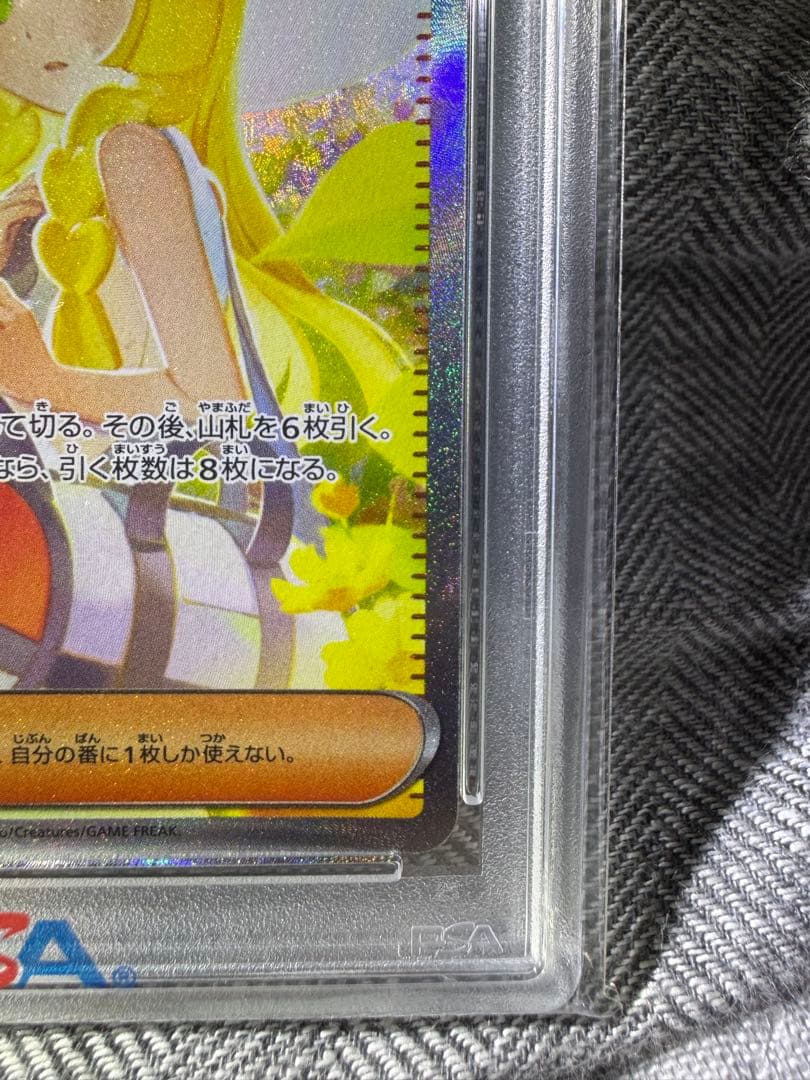 て切る。その後、山札を6枚引く。
なら、引く枚数は8枚になる。
自分の番に1枚しか使えない。
o/Creatures/GAME FREAK.
SA®
PSA